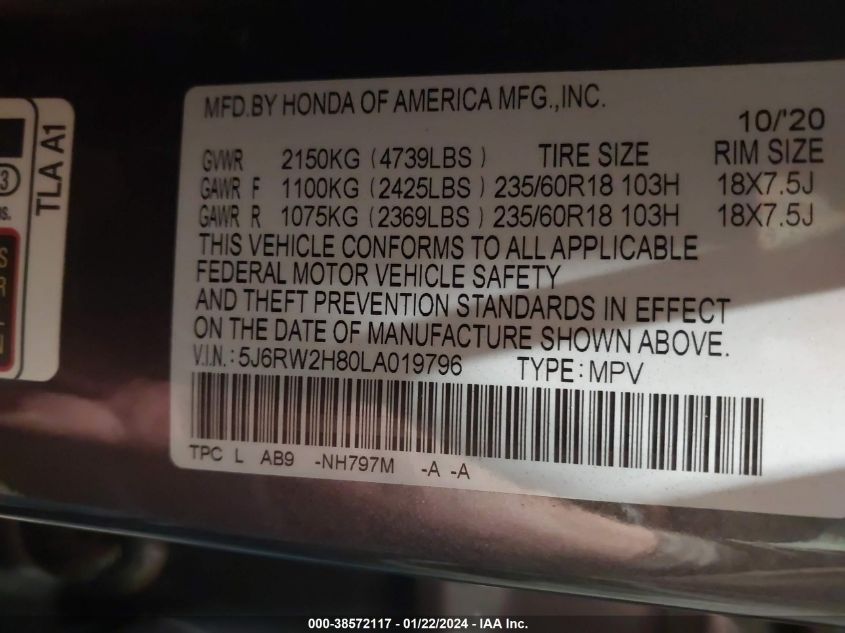 MFD.BY HONDA OF AMERICA MFG.,INC.
10/'20
GVWR 2150KG (4739LBS) TIRE SIZE RIM SIZE
GAWR F 1100KG (2425LBS) 235/60R18 103H 18X7.5J
GAWR R 1075KG (2369LBS) 235/60R18 103H 18X7.5J
THIS VEHICLE CONFORMS TO ALL APPLICABLE
FEDERAL MOTOR VEHICLE SAFETY
AND THEFT PREVENTION STANDARDS IN EFFECT
ON THE DATE OF MANUFACTURE SHOWN ABOVE.
V.I.N.: 5J6RW2H80LA019796 TYPE: MPV
TPC L AB9 -NH797M -A -A
TLA A1
000-38572117 - 01/22/2024 - IAA Inc.